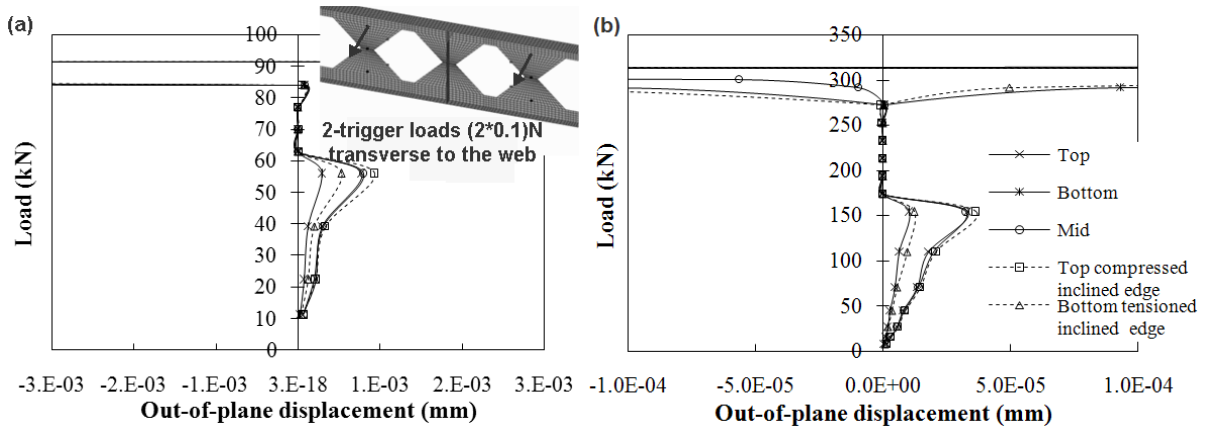 (a)
100
90
80
70
60
50
40
30
20
10
0
Load (kN)
-3.E-03 -2.E-03 -1.E-03 3.E-18 1.E-03 2.E-03 3.E-03
Out-of-plane displacement (mm)
2-trigger loads (2*0.1)N
transverse to the web
(b)
350
300
250
200
150
100
50
0
Load (kN)
-1.0E-04 -5.0E-05 0.0E+00 5.0E-05 1.0E-04
Out-of-plane displacement (mm)
Top
Bottom
Mid
Top compressed
inclined edge
Bottom tensioned
inclined edge